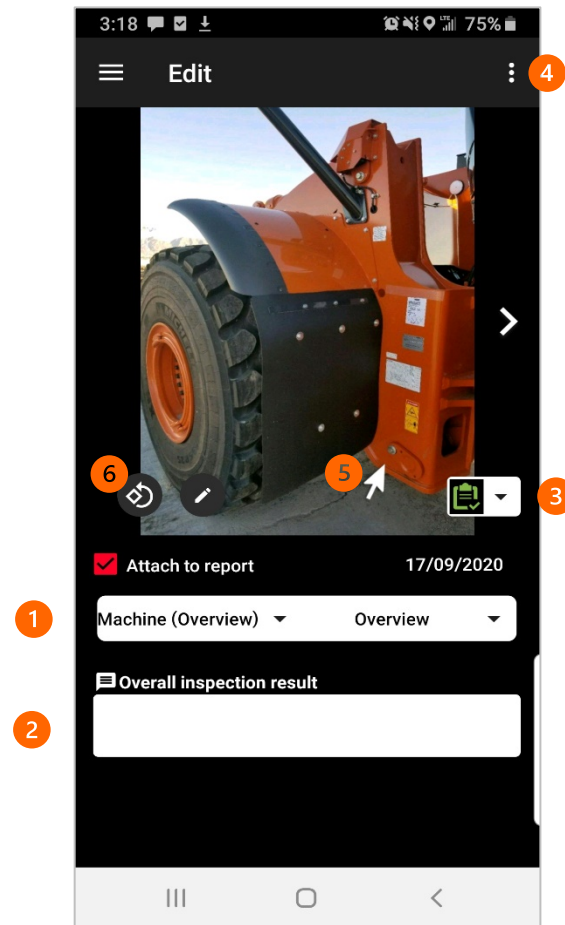 3:18 LTE 75%
Edit
4
6
5
3
Attach to report 17/09/2020
1
Machine (Overview) Overview
Overall inspection result
2